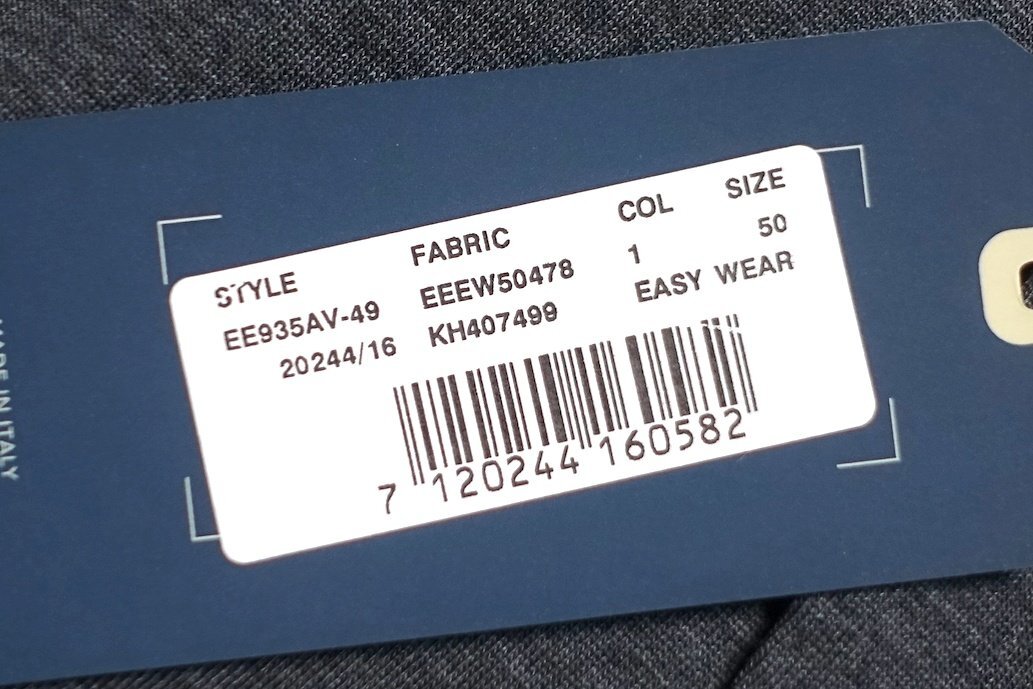 STYLE FABRIC COL SIZE
EE935AV-49 EEEW50478 1 50
20244/16 KH407499 EASY WEAR
7 120244 160582
MADE IN ITALY